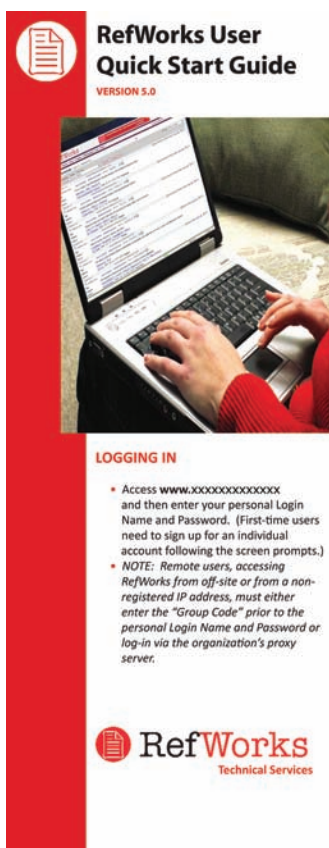 RefWorks User
Quick Start Guide
VERSION 5.0
LOGGING IN
• Access www.xxxxxxxxxxxxx
and then enter your personal Login
Name and Password. (First-time users
need to sign up for an individual
account following the screen prompts.)
• NOTE: Remote users, accessing
RefWorks from off-site or from a non-
registered IP address, must either
enter the “Group Code” prior to the
personal Login Name and Password or
log-in via the organization’s proxy
server.
RefWorks
Technical Services